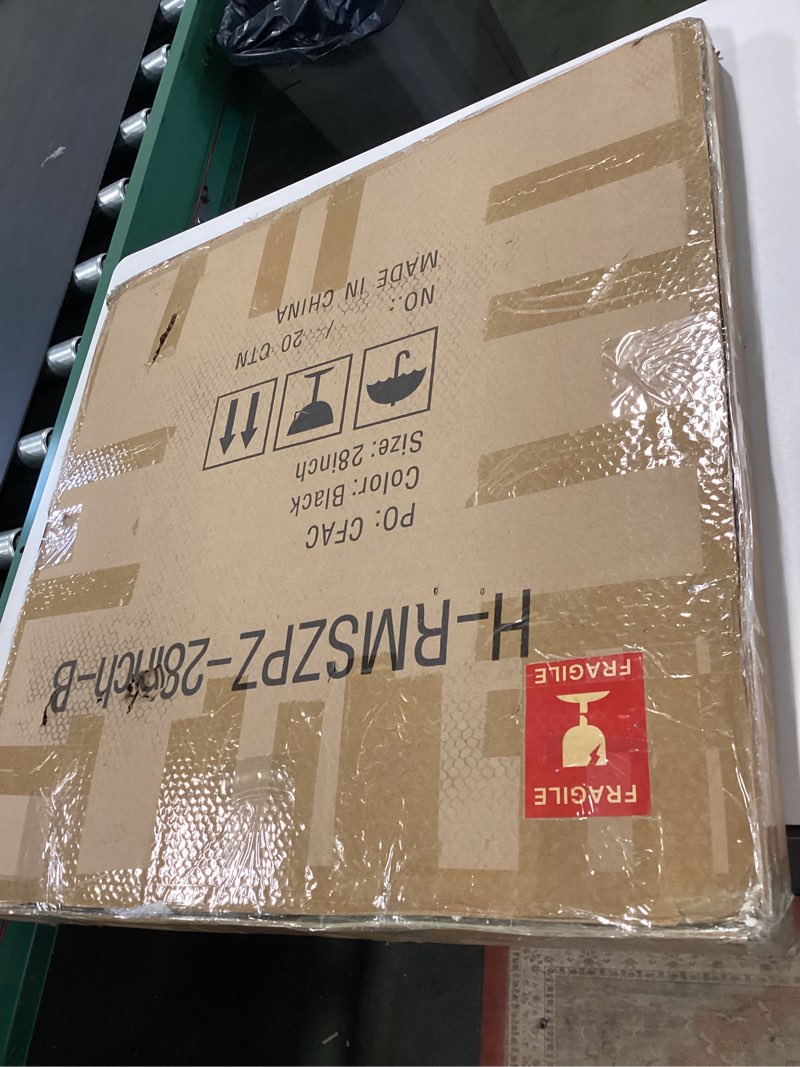 FRAGILE
FRAGILE
H-RMSZPZ-28inch-B
PO: CFAC
Color: Black
Size: 28inch
NO.: / 20 CTN
MADE IN CHINA